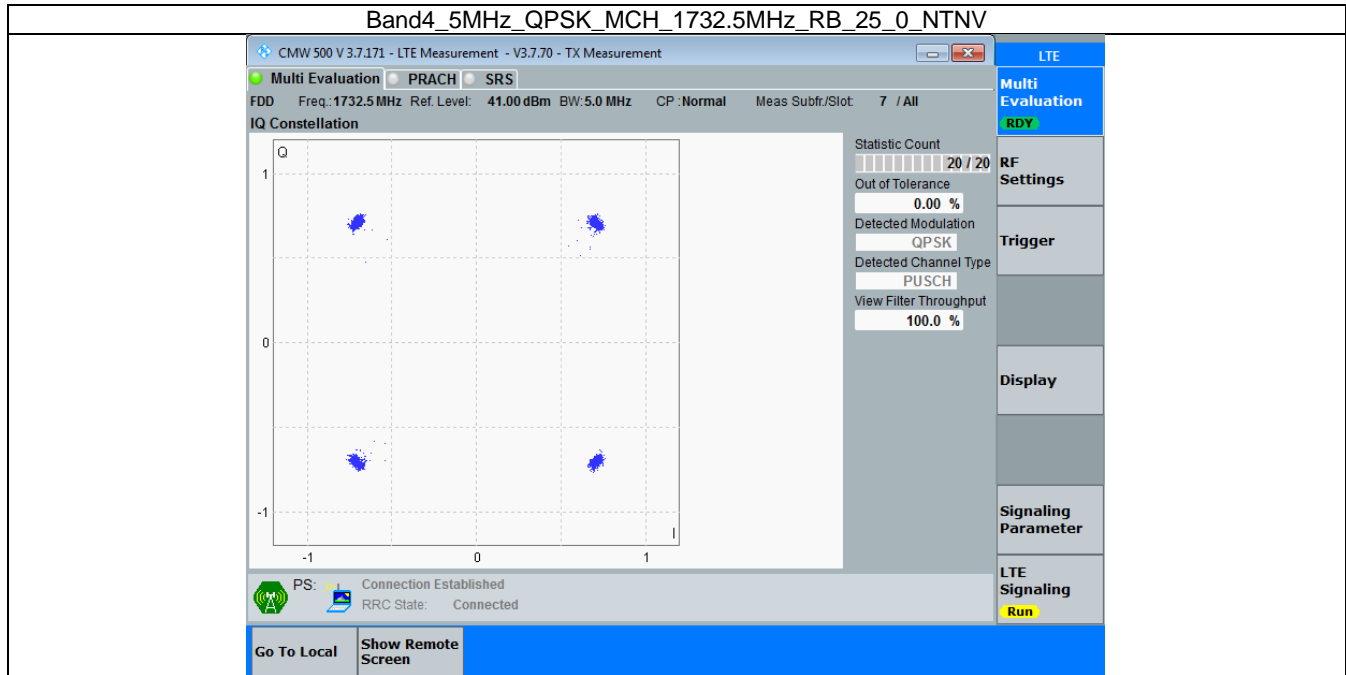 Band4_5MHz_QPSK_MCH_1732.5MHz_RB_25_0_NTNV
CMW 500 V 3.7.171 - LTE Measurement - V3.7.70 - TX Measurement
LTE
Multi Evaluation PRACH SRS
FDD Freq.:1732.5 MHz Ref. Level: 41.00 dBm BW:5.0 MHz CP :Normal Meas Subfr./Slot: 7 / All
IQ Constellation
Q
1
0
-1
I
-1 0 1
Statistic Count
20 / 20
Out of Tolerance
0.00 %
Detected Modulation
QPSK
Detected Channel Type
PUSCH
View Filter Throughput
100.0 %
Multi
Evaluation
RDY
RF
Settings
Trigger
Display
Signaling
Parameter
LTE
Signaling
Run
PS: Connection Established
RRC State: Connected
Go To Local
Show Remote
Screen